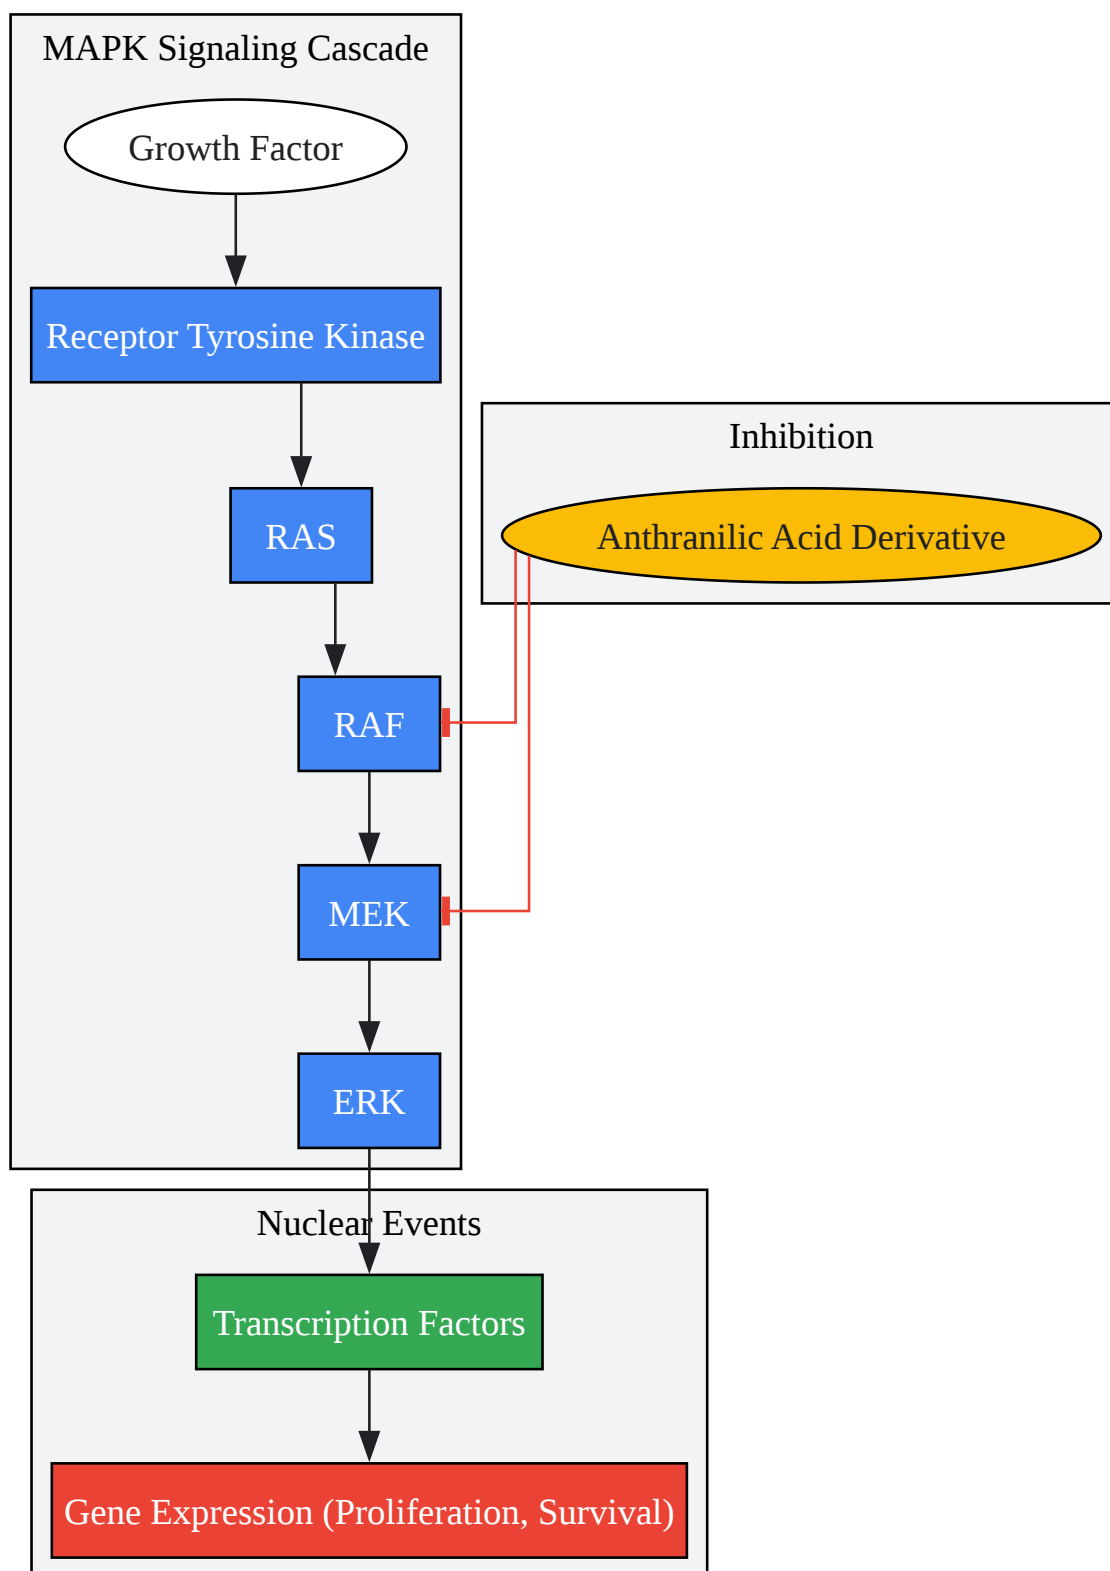 MAPK Signaling Cascade
Growth Factor
Receptor Tyrosine Kinase
Inhibition
RAS
Anthranilic Acid Derivative
RAF
MEK
ERK
Nuclear Events
Transcription Factors
Gene Expression (Proliferation, Survival)